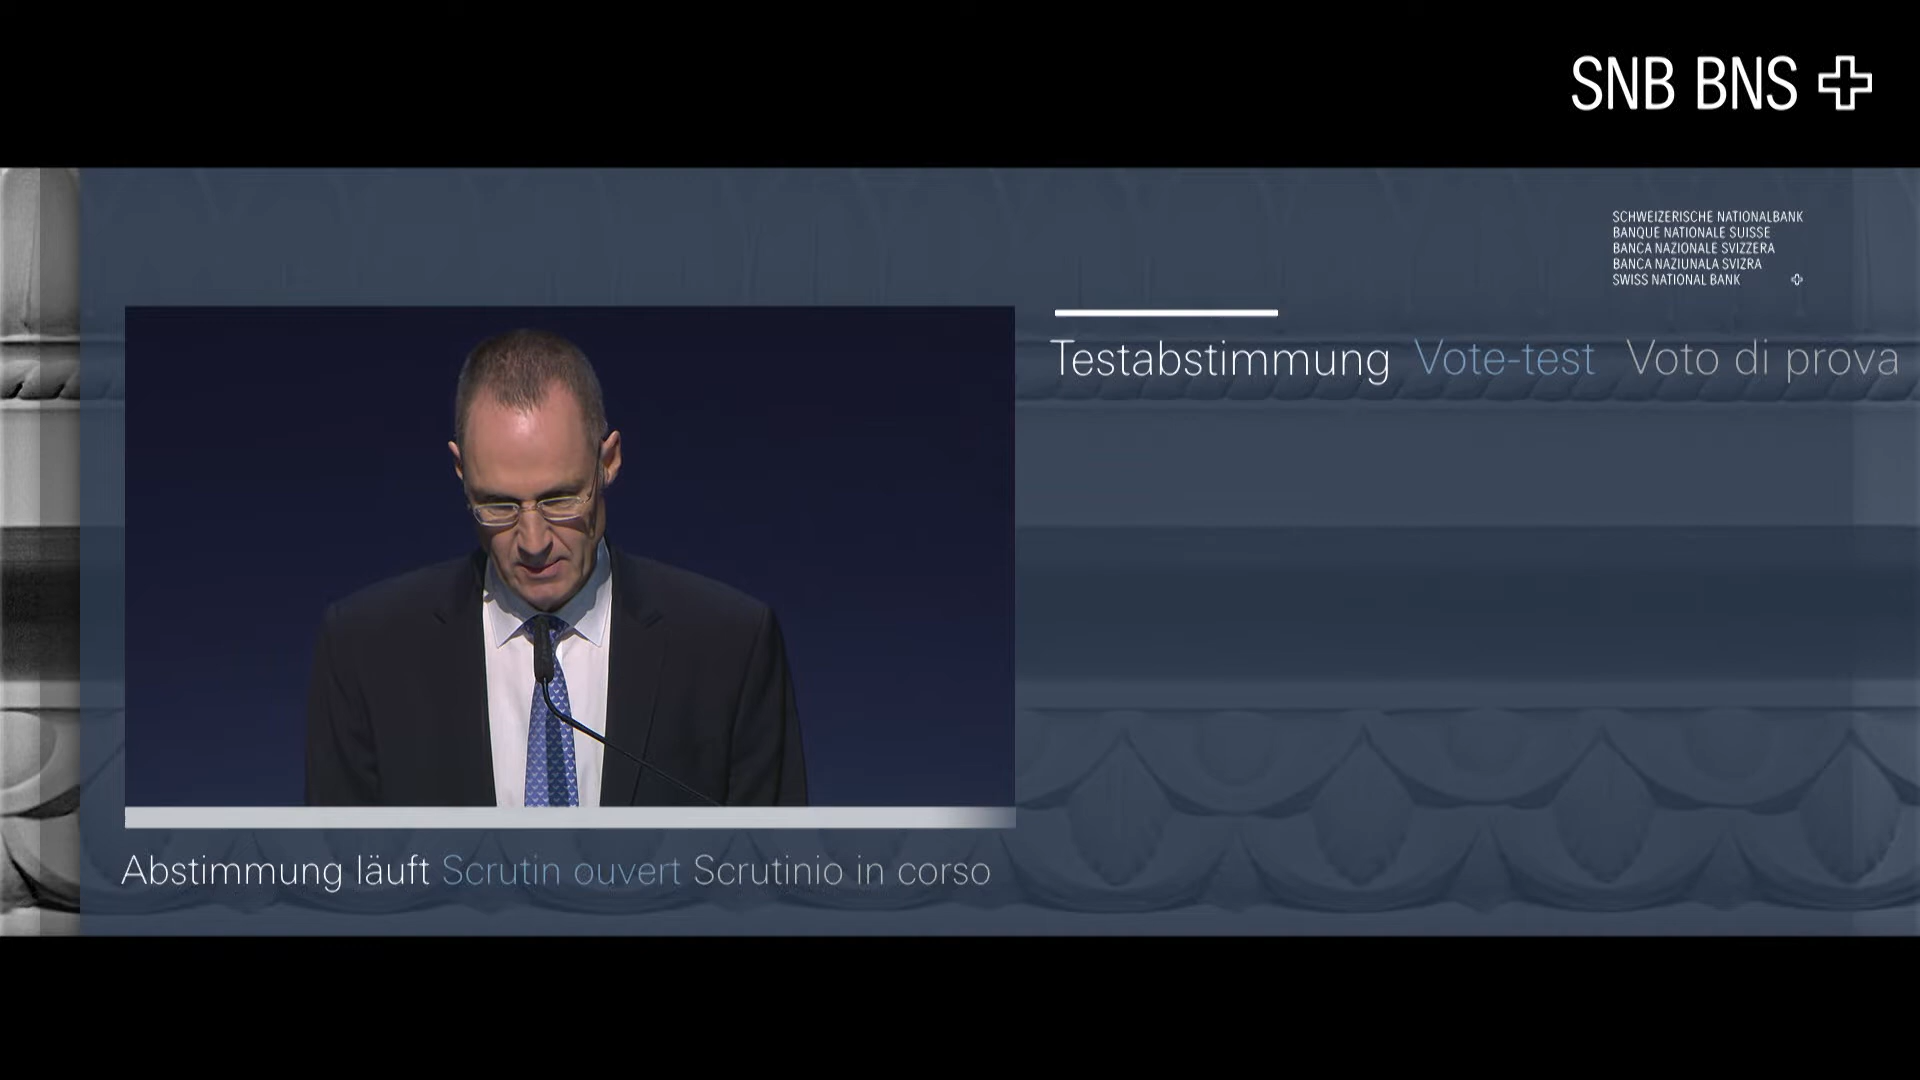 SNB BNS
SCHWEIZERISCHE NATIONALBANK
BANQUE NATIONALE SUISSE
BANCA NAZIONALE SVIZZERA
BANCA NAZIUNALA SVIZRA
SWISS NATIONAL BANK
Testabstimmung Vote-test Voto di prova
Abstimmung läuft Scrutin ouvert Scrutinio in corso